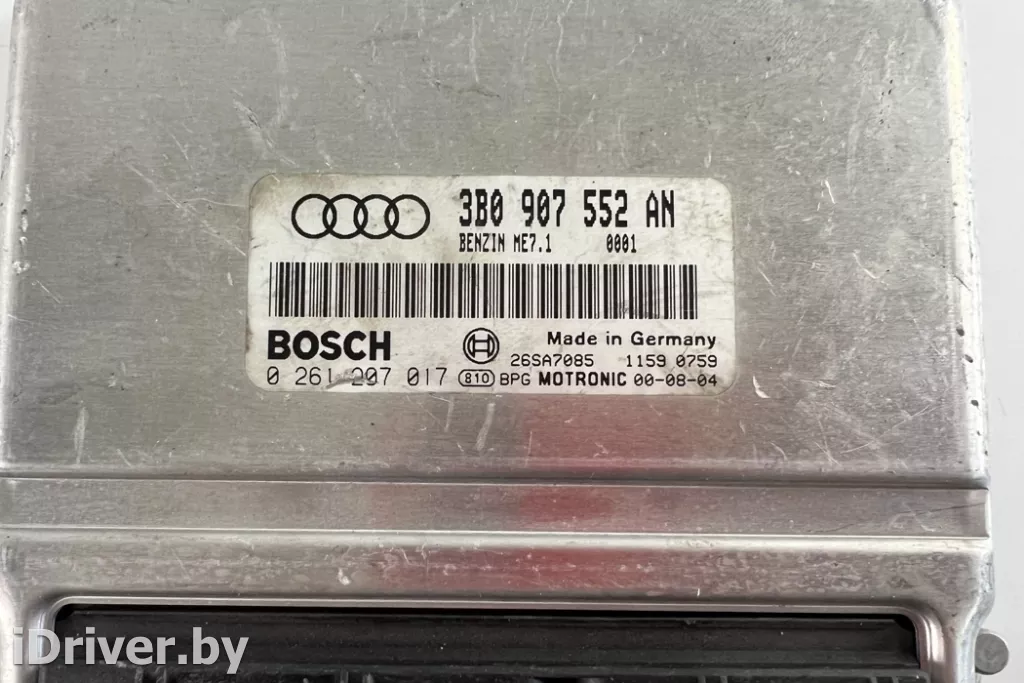 3B0 907 552 AN
BENZIN ME7.1 0001
BOSCH
Made in Germany
26SA7085 1159 0759
0 261 207 017 810 BPG MOTRONIC 00-08-04
iDriver.by